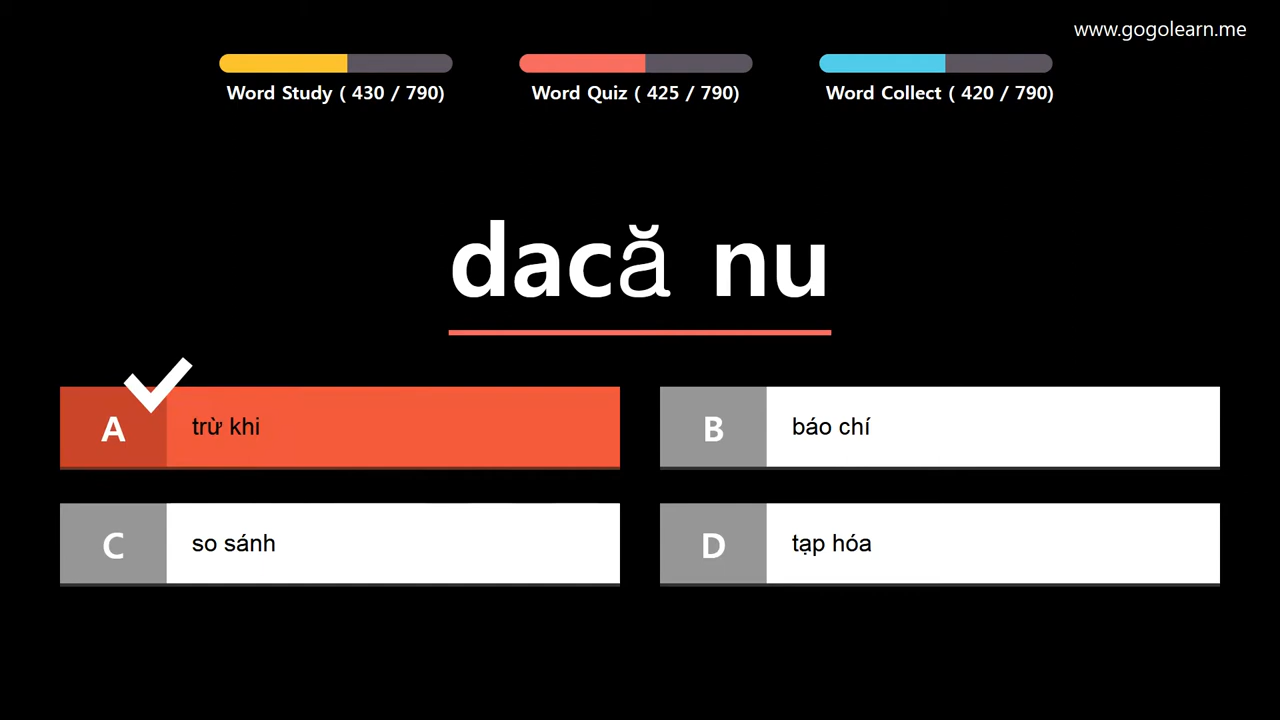 www.gogolearn.me
Word Study ( 430 / 790)
Word Quiz ( 425 / 790)
Word Collect ( 420 / 790)
dacă nu
A
trừ khi
B
báo chí
C
so sánh
D
tạp hóa